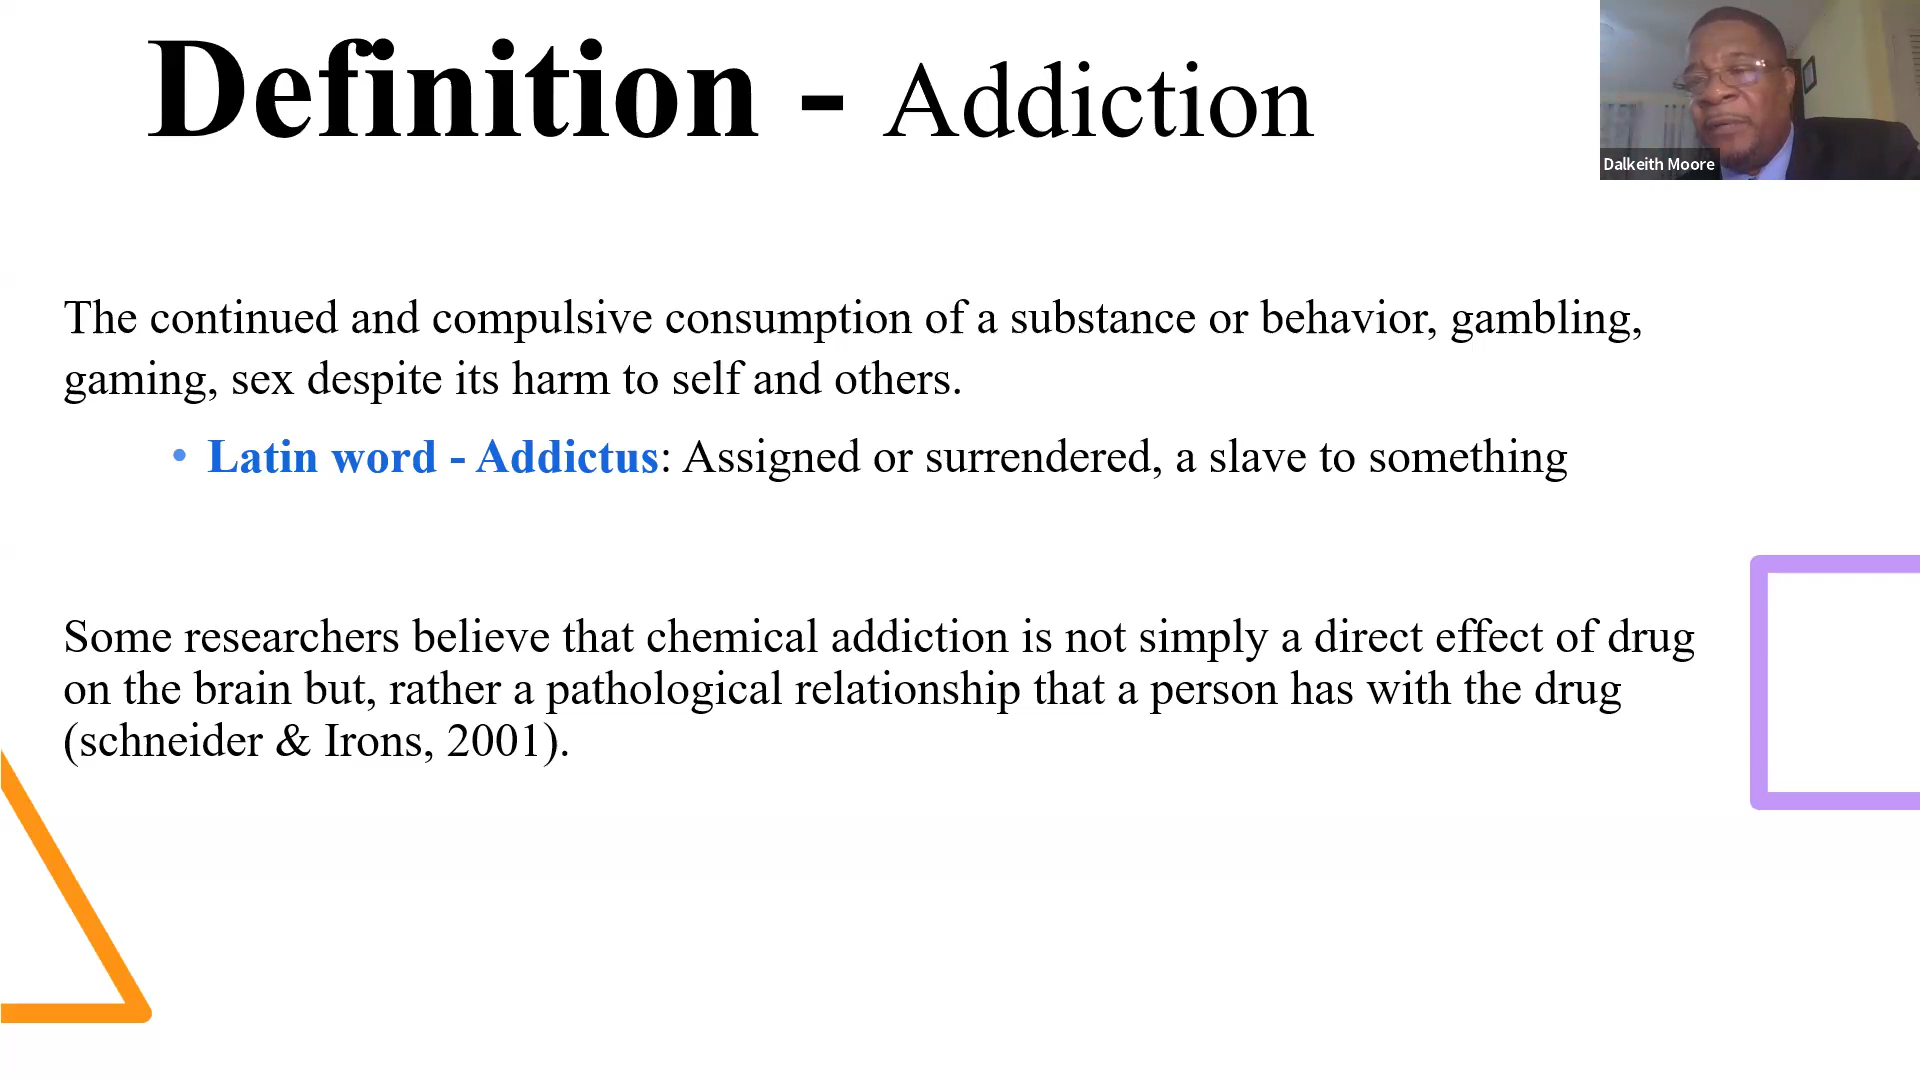 Definition - Addiction
Dalkeith Moore
The continued and compulsive consumption of a substance or behavior, gambling,
gaming, sex despite its harm to self and others.
• Latin word - Addictus: Assigned or surrendered, a slave to something
Some researchers believe that chemical addiction is not simply a direct effect of drug
on the brain but, rather a pathological relationship that a person has with the drug
(schneider & Irons, 2001).